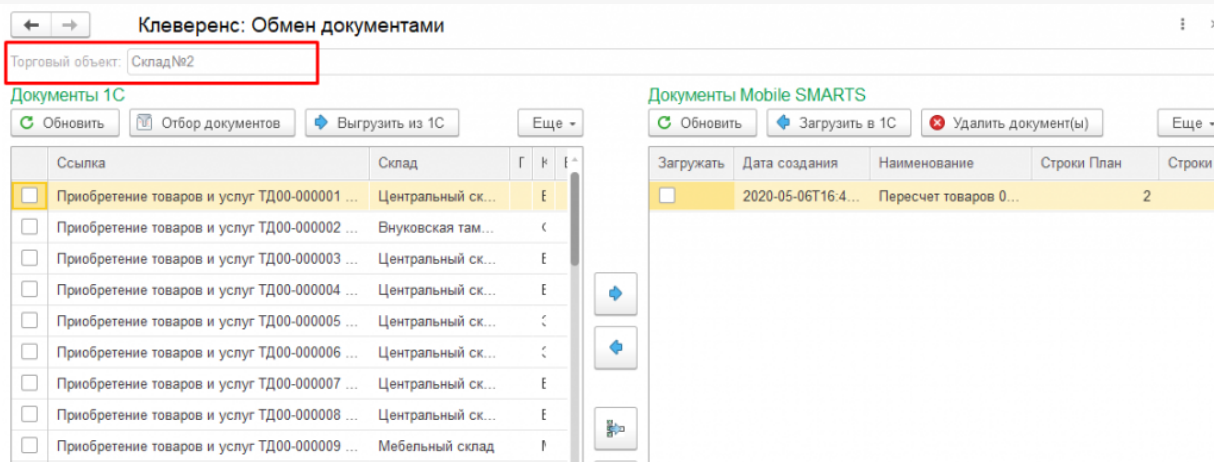 Клеверенс: Обмен документами
Торговый объект: Склад№2
Документы 1С
Обновить Отбор документов Выгрузить из 1С Еще
Ссылка Склад Г
Приобретение товаров и услуг ТД00-000001 ... Центральный ск...
Приобретение товаров и услуг ТД00-000002 ... Внуковская там...
Приобретение товаров и услуг ТД00-000003 ... Центральный ск...
Приобретение товаров и услуг ТД00-000004 ... Центральный ск...
Приобретение товаров и услуг ТД00-000005 ... Центральный ск...
Приобретение товаров и услуг ТД00-000006 ... Центральный ск...
Приобретение товаров и услуг ТД00-000007 ... Центральный ск...
Приобретение товаров и услуг ТД00-000008 ... Центральный ск...
Приобретение товаров и услуг ТД00-000009 ... Мебельный склад
Документы Mobile SMARTS
Обновить Загрузить в 1С Удалить документ(ы) Еще
Загружать Дата создания Наименование Строки План Строки
2020-05-06T16:4... Пересчет товаров 0... 2